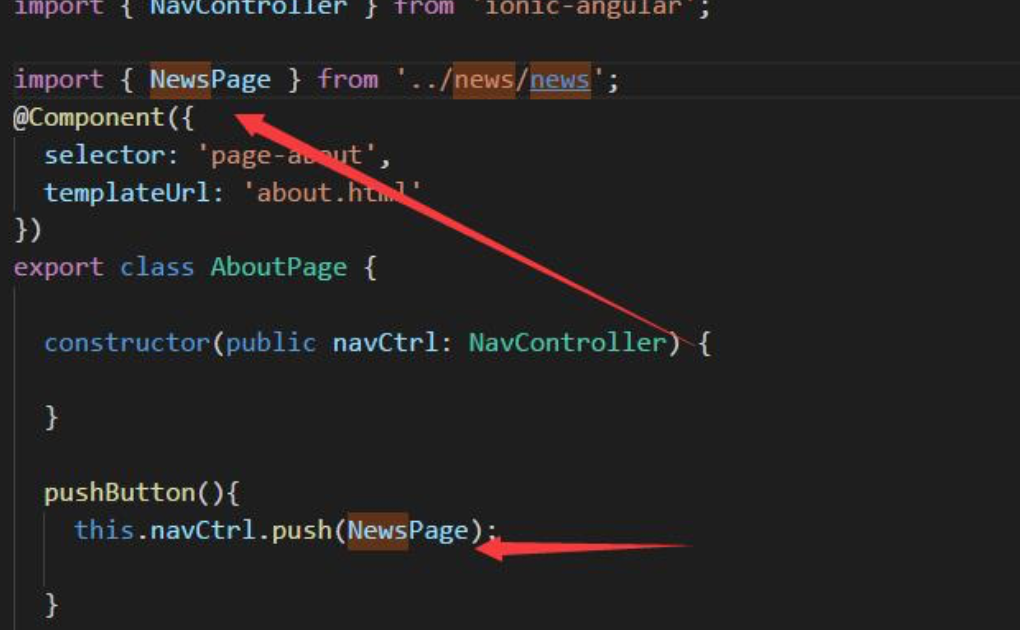 import { NavController } from 'ionic-angular';
import { NewsPage } from '../news/news';
@Component({
selector: 'page-about',
templateUrl: 'about.html'
})
export class AboutPage {
constructor(public navCtrl: NavController) {
}
pushButton(){
this.navCtrl.push(NewsPage);
}